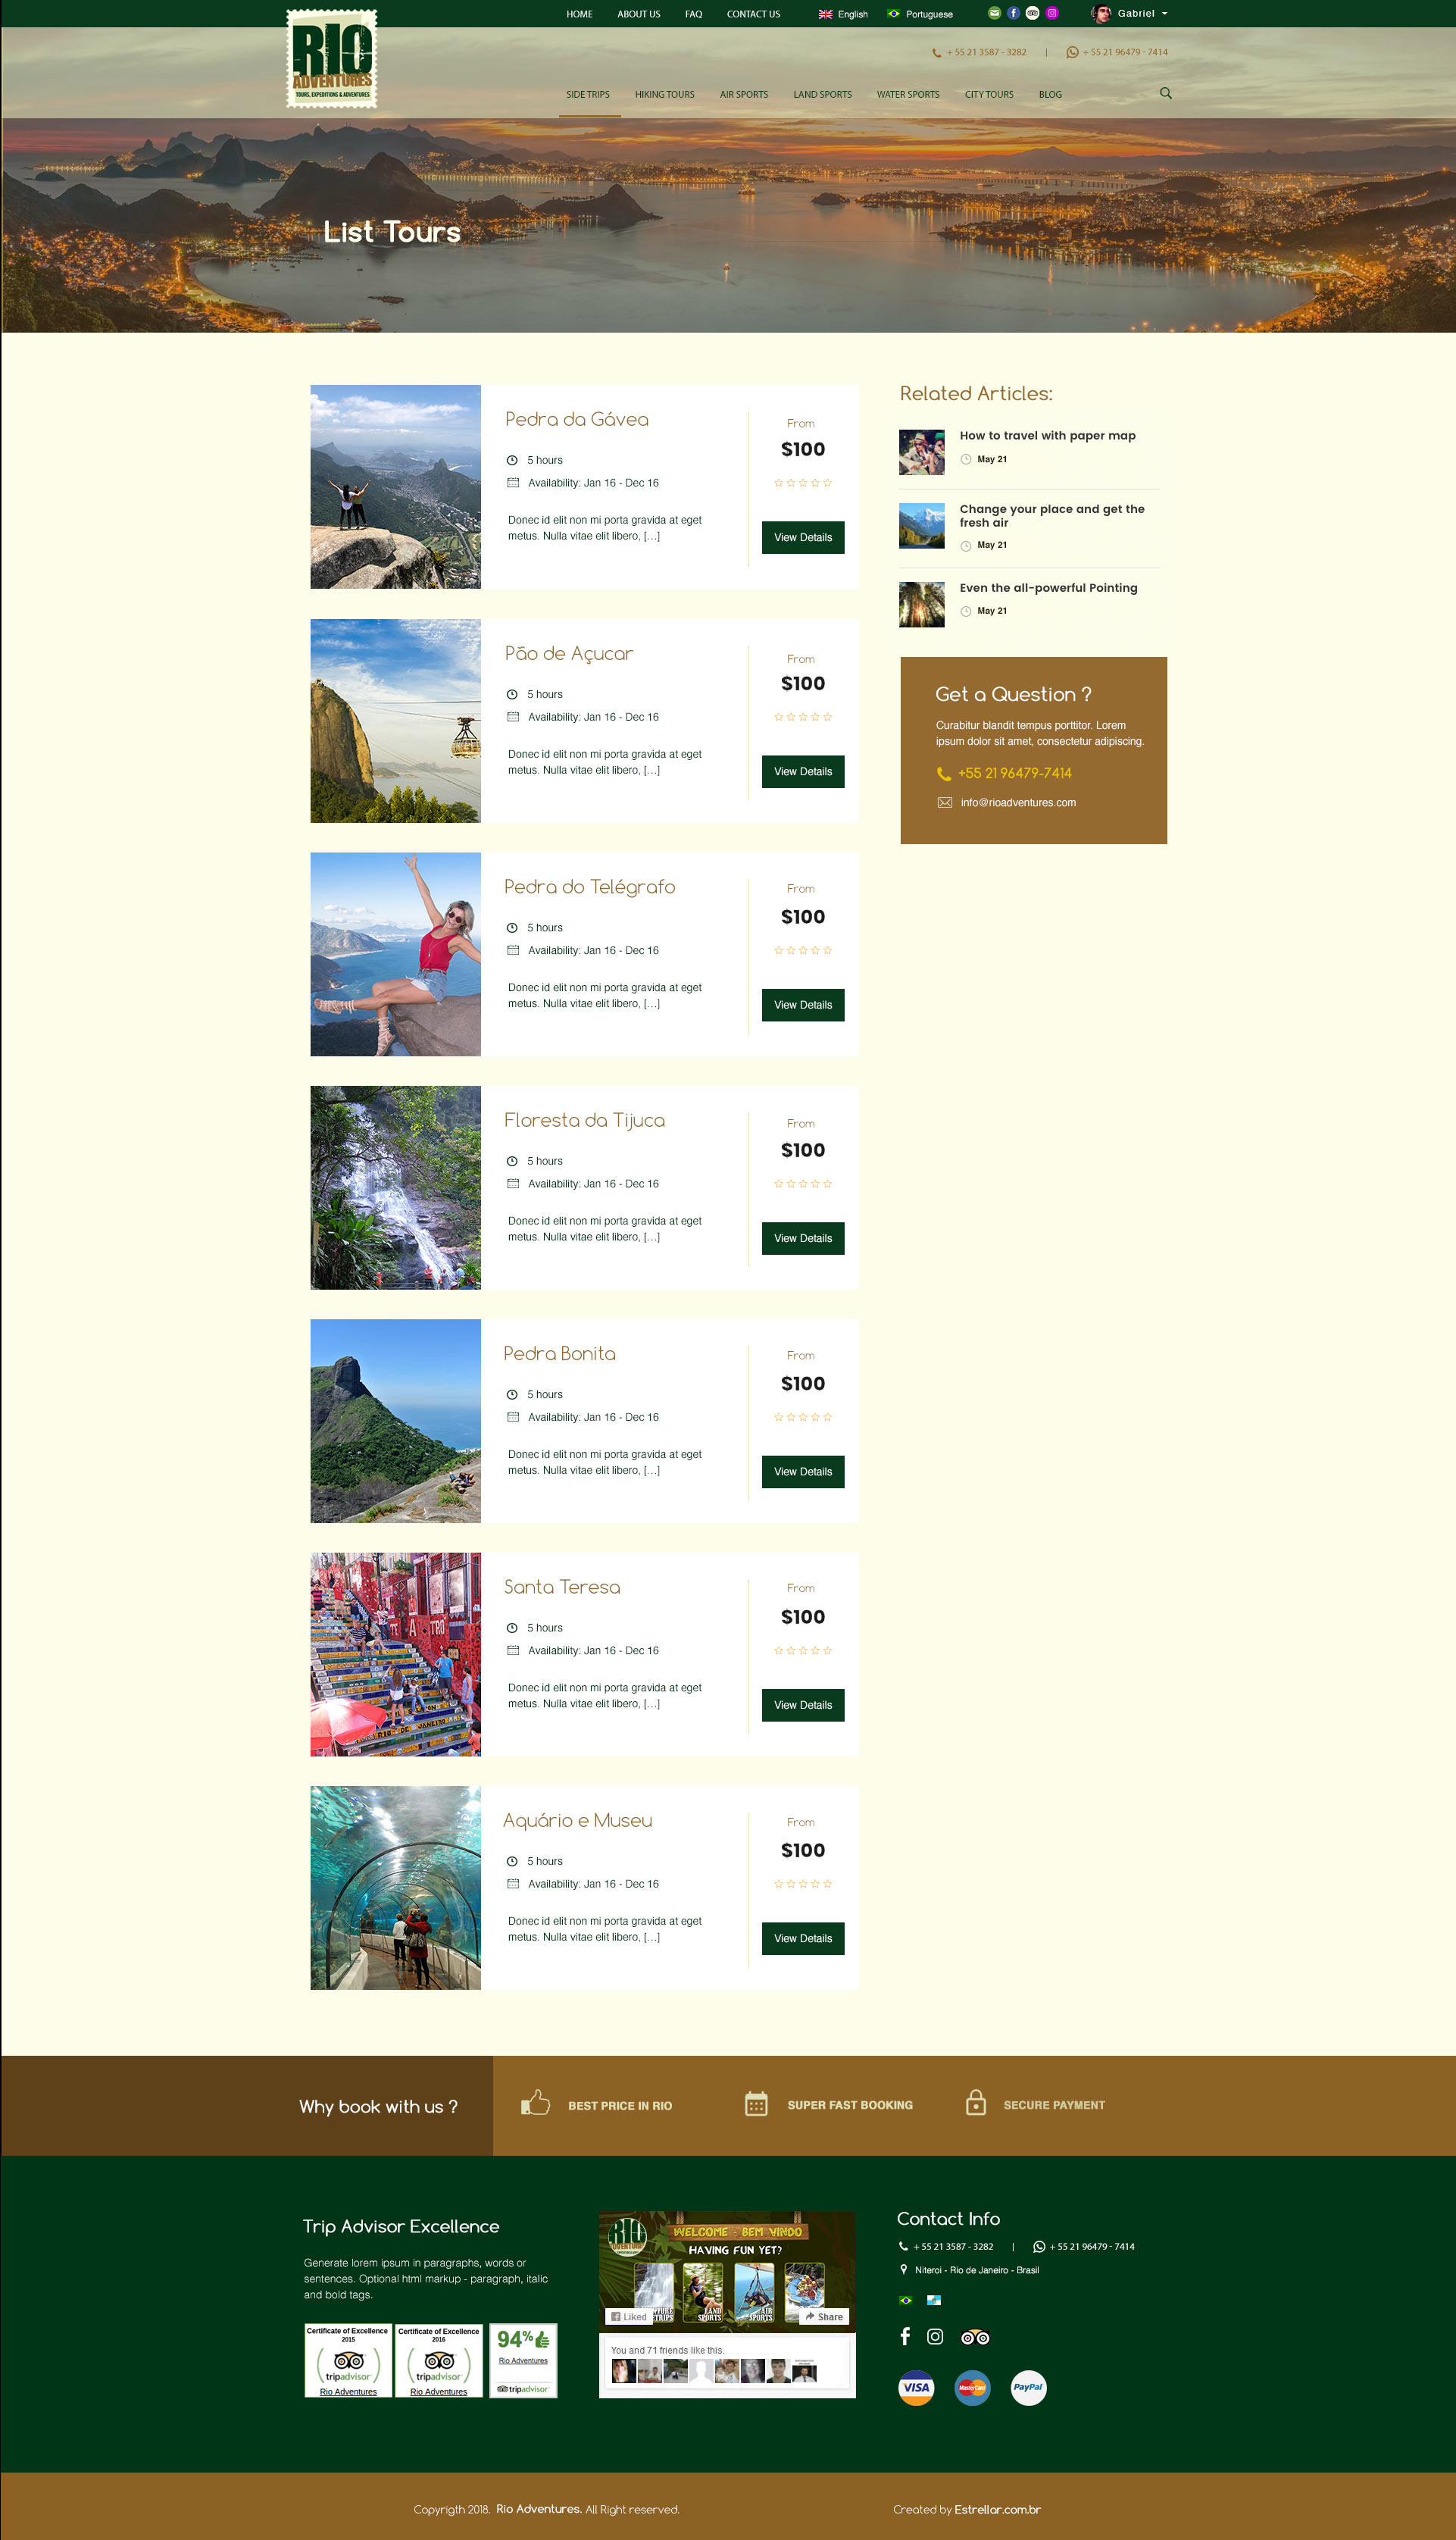 HOME ABOUT US FAQ CONTACT US English Portuguese Gabriel
RIO
ADVENTURES
TOURS, EXPEDITIONS & ADVENTURES
+ 55 21 3587 - 3282 | + 55 21 96479 - 7414
SIDE TRIPS HIKING TOURS AIR SPORTS LAND SPORTS WATER SPORTS CITY TOURS BLOG
List Tours
Pedra da Gávea
5 hours
Availability: Jan 16 - Dec 16
Donec id elit non mi porta gravida at eget
metus. Nulla vitae elit libero, [...]
From
$100
View Details
Pão de Açucar
5 hours
Availability: Jan 16 - Dec 16
Donec id elit non mi porta gravida at eget
metus. Nulla vitae elit libero, [...]
From
$100
View Details
Pedra do Telégrafo
5 hours
Availability: Jan 16 - Dec 16
Donec id elit non mi porta gravida at eget
metus. Nulla vitae elit libero, [...]
From
$100
View Details
Floresta da Tijuca
5 hours
Availability: Jan 16 - Dec 16
Donec id elit non mi porta gravida at eget
metus. Nulla vitae elit libero, [...]
From
$100
View Details
Pedra Bonita
5 hours
Availability: Jan 16 - Dec 16
Donec id elit non mi porta gravida at eget
metus. Nulla vitae elit libero, [...]
From
$100
View Details
Santa Teresa
5 hours
Availability: Jan 16 - Dec 16
Donec id elit non mi porta gravida at eget
metus. Nulla vitae elit libero, [...]
From
$100
View Details
Aquário e Museu
5 hours
Availability: Jan 16 - Dec 16
Donec id elit non mi porta gravida at eget
metus. Nulla vitae elit libero, [...]
From
$100
View Details
Related Articles:
How to travel with paper map
May 21
Change your place and get the
fresh air
May 21
Even the all-powerful Pointing
May 21
Get a Question ?
Curabitur blandit tempus porttitor. Lorem
ipsum dolor sit amet, consectetur adipiscing.
+55 21 96479-7414
info@rioadventures.com
Why book with us ?
BEST PRICE IN RIO
SUPER FAST BOOKING
SECURE PAYMENT
Trip Advisor Excellence
Generate lorem ipsum in paragraphs, words or
sentences. Optional html markup - paragraph, italic
and bold tags.
Certificate of Excellence
2015
tripadvisor
Rio Adventures
Certificate of Excellence
2016
tripadvisor
Rio Adventures
94%
Rio Adventures
tripadvisor
RIO
WELCOME - BEM VINDO
HAVING FUN YET?
LAND
SPORTS
AIR
SPORTS
Liked
Share
You and 71 friends like this.
Contact Info
+ 55 21 3587 - 3282 | + 55 21 96479 - 7414
Niteroi - Rio de Janeiro - Brasil
VISA
MasterCard
PayPal
Copyrigth 2018. Rio Adventures. All Right reserved.
Created by Estrellar.com.br